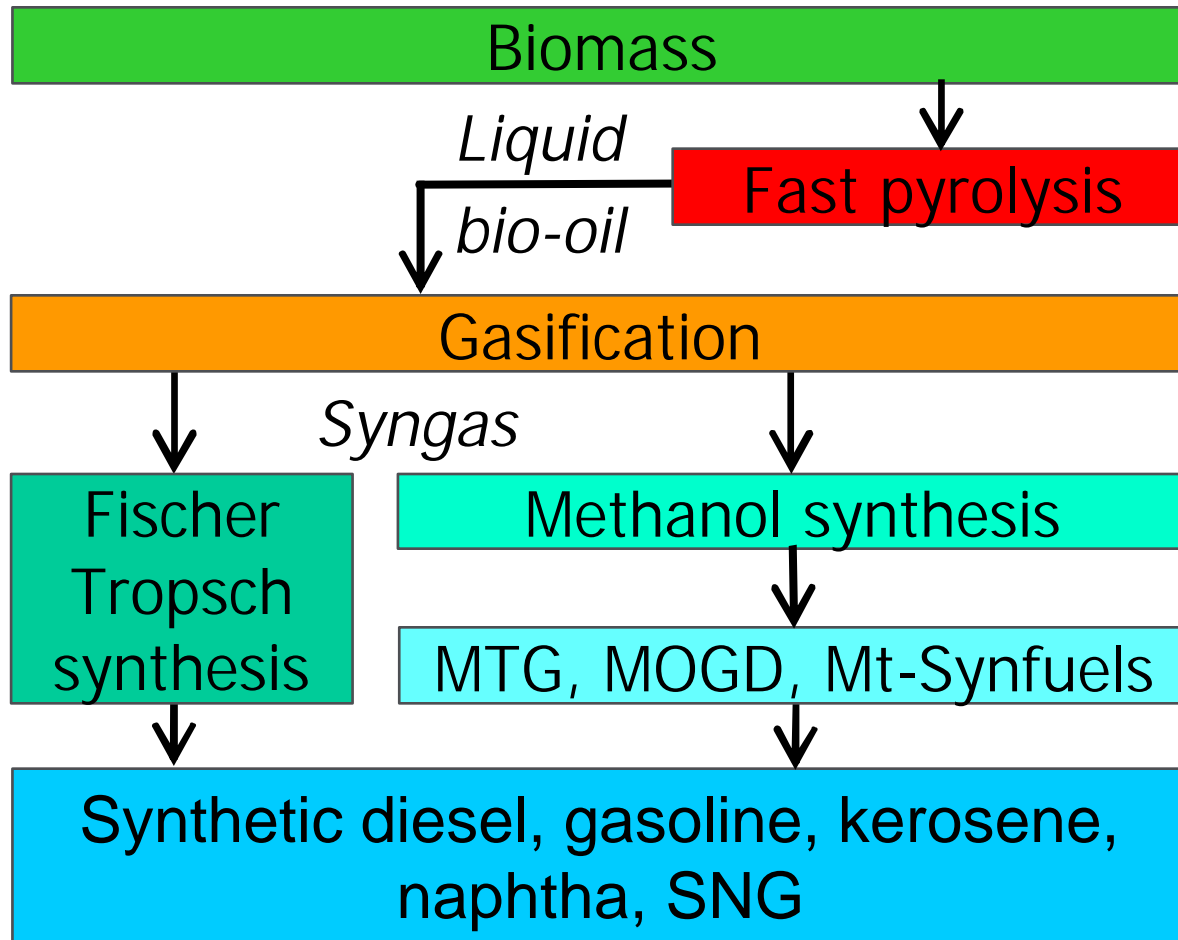 Biomass
Liquid
Fast pyrolysis
bio-oil
Gasification
Syngas
Fischer
Tropsch
synthesis
Methanol synthesis
MTG, MOGD, Mt-Synfuels
Synthetic diesel, gasoline, kerosene,
naphtha, SNG